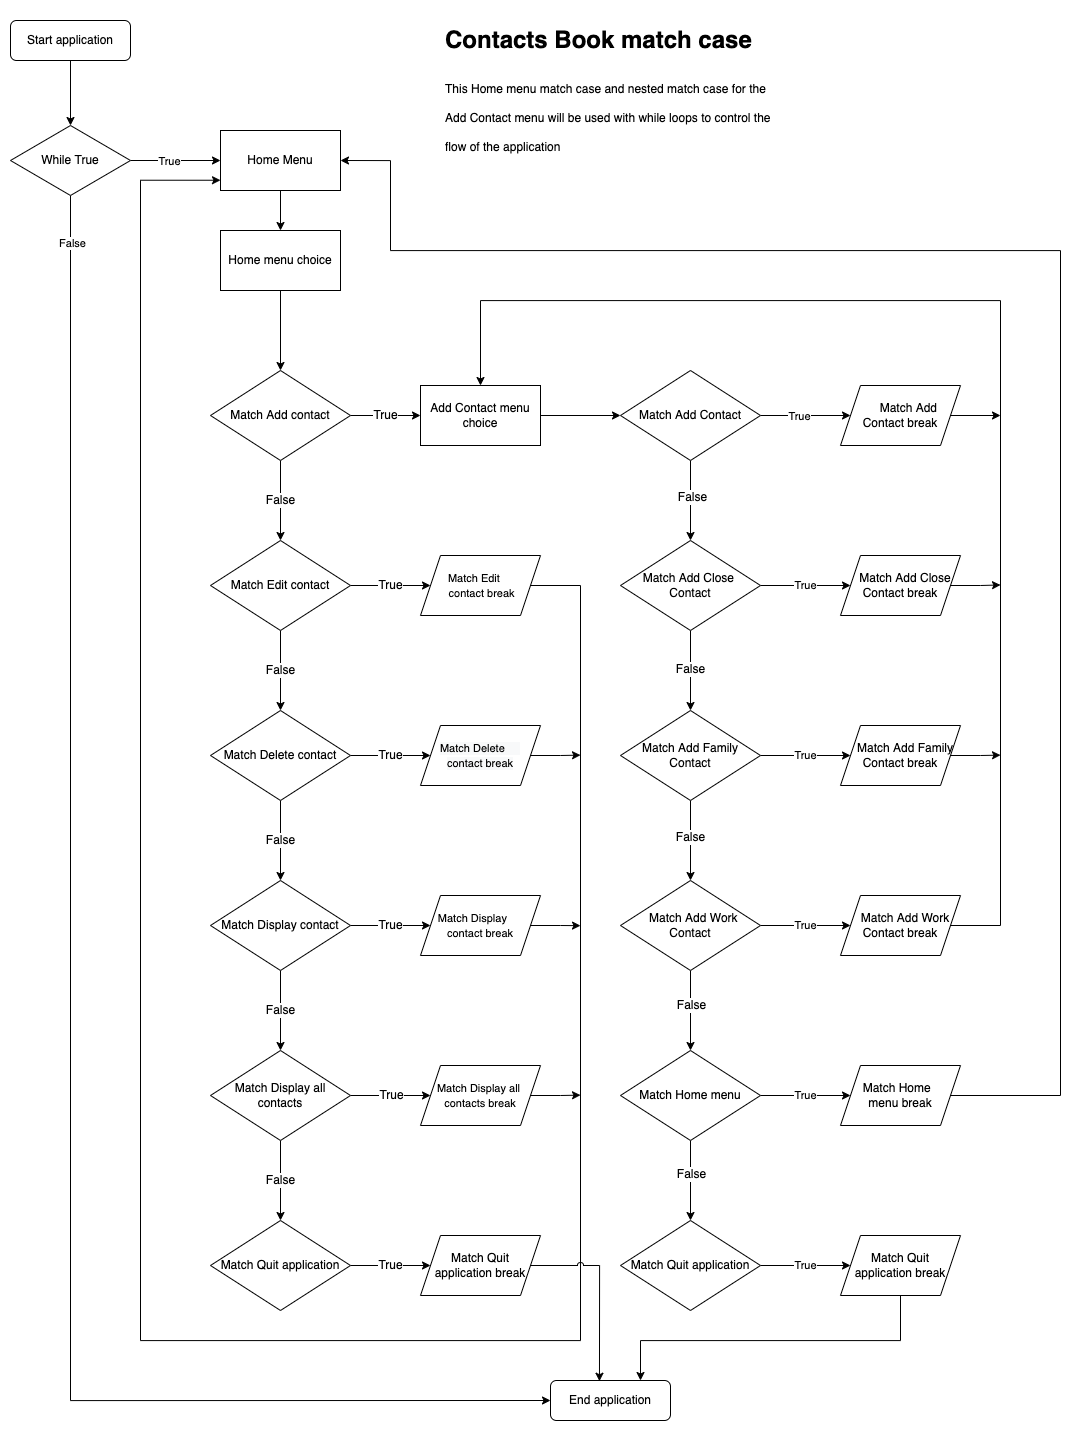 Start application
Contacts Book match case
This Home menu match case and nested match case for the
Add Contact menu will be used with while loops to control the
flow of the application
While True
True
Home Menu
False
Home menu choice
Match Add contact
True
Add Contact menu
choice
Match Add Contact
True
Match Add
Contact break
False
False
Match Edit contact
True
Match Edit
contact break
Match Add Close
Contact
True
Match Add Close
Contact break
False
False
Match Delete contact
True
Match Delete
contact break
Match Add Family
Contact
True
Match Add Family
Contact break
False
False
Match Display contact
True
Match Display
contact break
Match Add Work
Contact
True
Match Add Work
Contact break
False
False
Match Display all
contacts
True
Match Display all
contacts break
Match Home menu
True
Match Home
menu break
False
False
Match Quit application
True
Match Quit
application break
Match Quit application
True
Match Quit
application break
End application